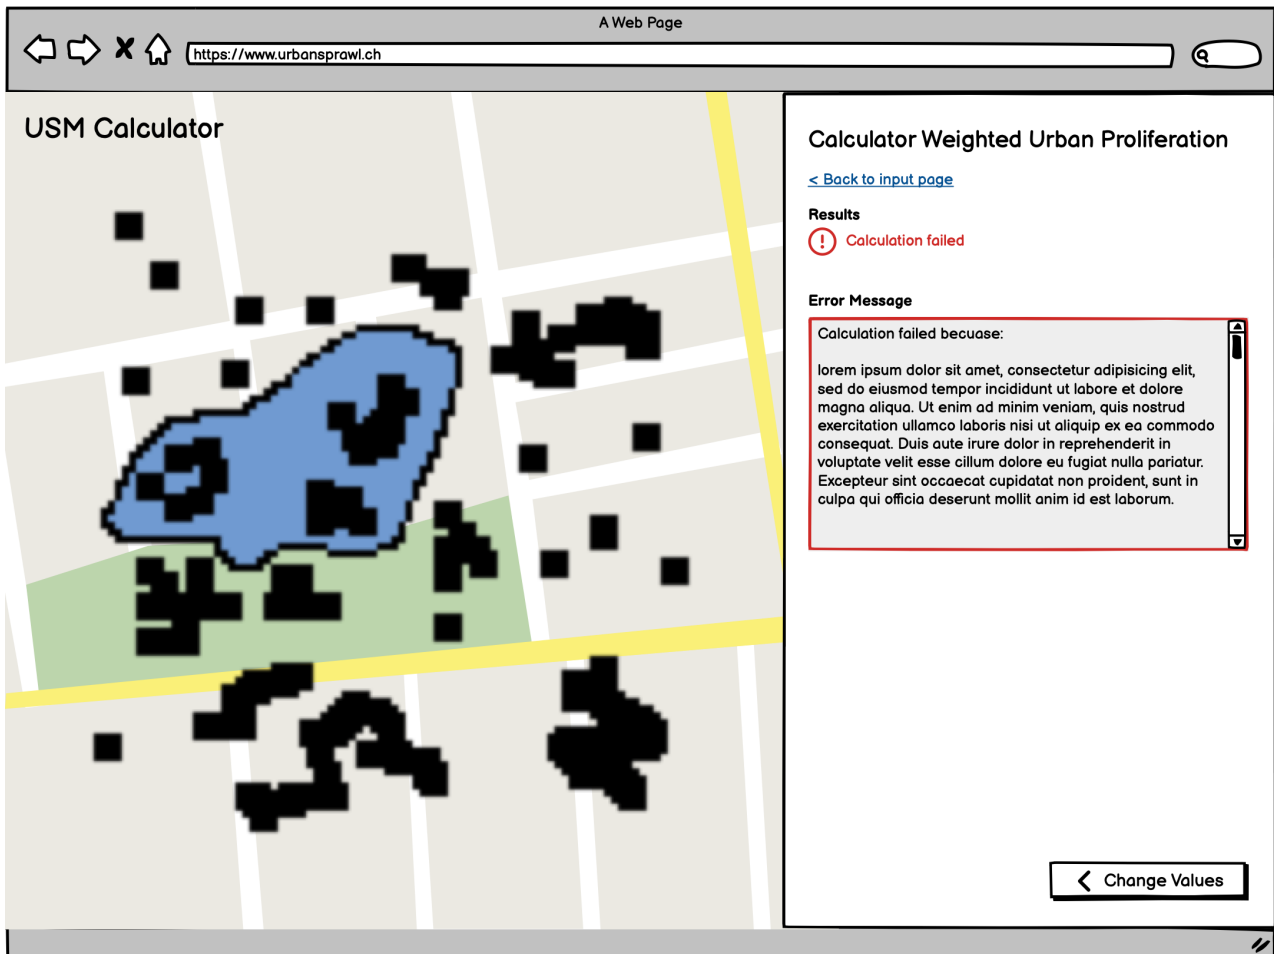 A Web Page
https://www.urbansprawl.ch
USM Calculator
Calculator Weighted Urban Proliferation
< Back to input page
Results
Calculation failed
Error Message
Calculation failed becuase:
lorem ipsum dolor sit amet, consectetur adipisicing elit,
sed do eiusmod tempor incididunt ut labore et dolore
magna aliqua. Ut enim ad minim veniam, quis nostrud
exercitation ullamco laboris nisi ut aliquip ex ea commodo
consequat. Duis aute irure dolor in reprehenderit in
voluptate velit esse cillum dolore eu fugiat nulla pariatur.
Excepteur sint occaecat cupidatat non proident, sunt in
culpa qui officia deserunt mollit anim id est laborum.
Change Values